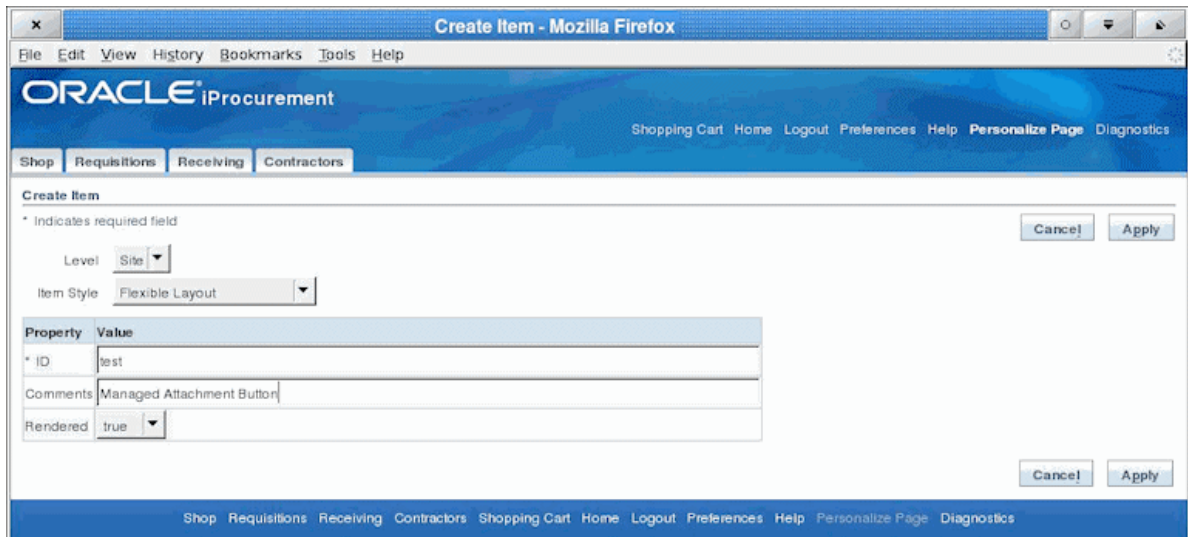 Create Item - Mozilla Firefox
File Edit View History Bookmarks Tools Help
ORACLE iProcurement
Shopping Cart Home Logout Preferences Help Personalize Page Diagnostics
Shop Requisitions Receiving Contractors
Create Item
* Indicates required field
Cancel Apply
Level Site
Item Style Flexible Layout
Property Value
* ID test
Comments Managed Attachment Button
Rendered true
Cancel Apply
Shop Requisitions Receiving Contractors Shopping Cart Home Logout Preferences Help Personalize Page Diagnostics